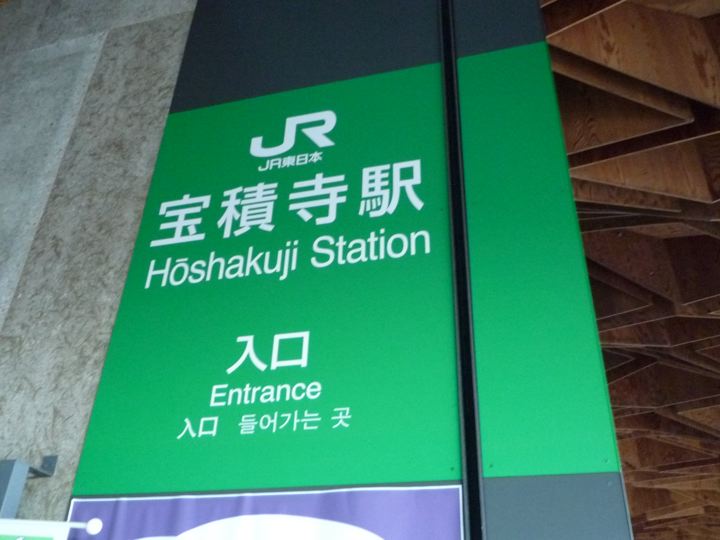 JR
JR東日本
宝積寺駅
Hōshakuji Station
入口
Entrance
入口 들어가는 곳